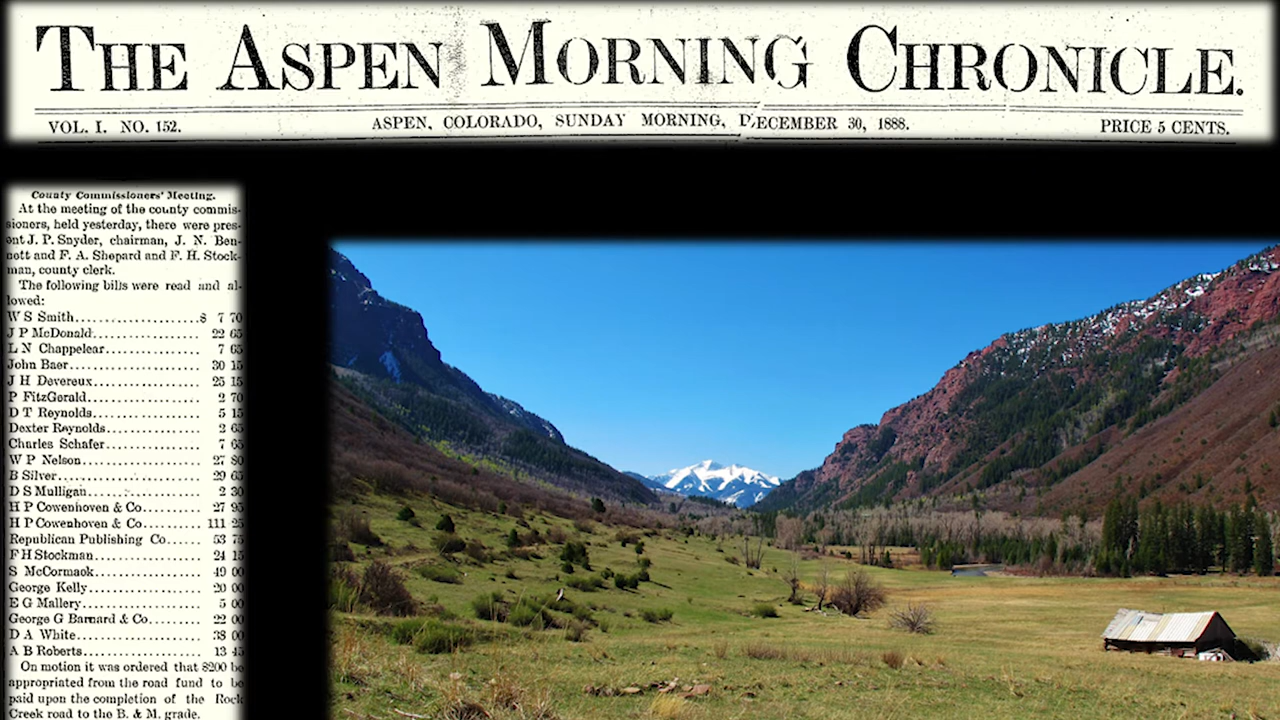 THE ASPEN MORNING CHRONICLE.
VOL. I. NO. 152. ASPEN, COLORADO, SUNDAY MORNING, DECEMBER 30, 1888. PRICE 5 CENTS.
County Commissioners' Meeting.
At the meeting of the county commis-
sioners, held yesterday, there were pres-
ent J. P. Snyder, chairman, J. N. Ben-
nett and F. A. Shepard and F. H. Stock-
man, county clerk.
The following bills were read and al-
lowed:
W S Smith....................$ 7 70
J P McDonald................. 22 65
L N Chappelear............... 7 65
John Baer.................... 30 15
J H Devereux................. 25 15
P FitzGerald................. 2 70
D T Reynolds................. 5 15
Dexter Reynolds.............. 2 65
Charles Schafer.............. 7 65
W P Nelson................... 27 80
B Silver..................... 29 65
D S Mulligan................. 2 30
H P Cowenhoven & Co.......... 27 95
H P Cowenhoven & Co.......... 111 25
Republican Publishing Co...... 53 75
F H Stockman................. 24 15
S McCormack.................. 49 00
George Kelly................. 20 00
E G Mallery.................. 5 00
George G Barnard & Co........ 22 00
D A White.................... 38 00
A B Roberts.................. 13 45
On motion it was ordered that $200 be
appropriated from the road fund to be
paid upon the completion of the Rock
Creek road to the B. & M. grade.